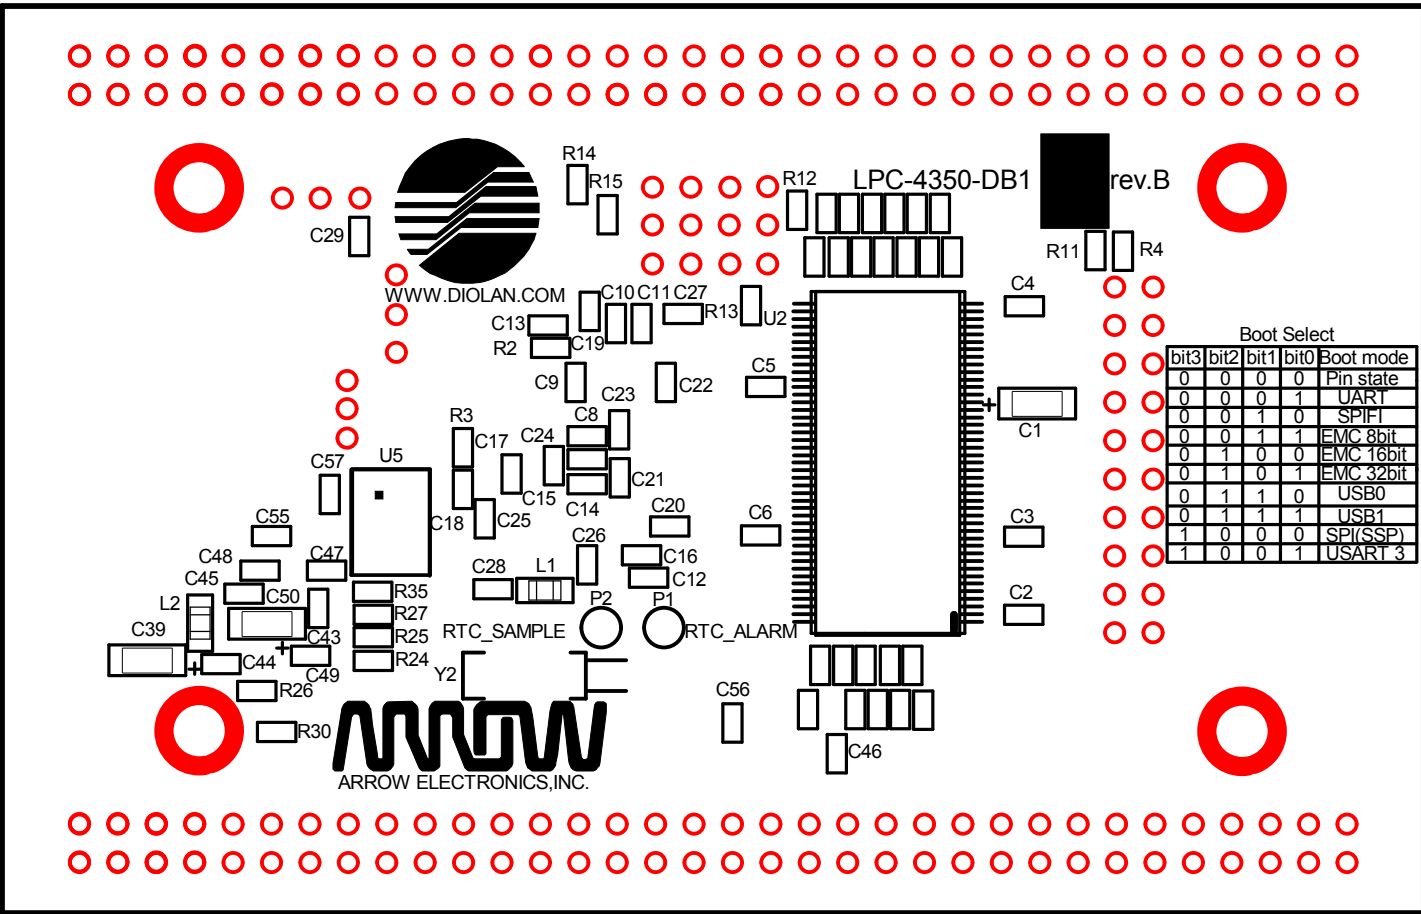 R14
R15
R12
LPC-4350-DB1
rev.B
C29
R11
R4
WWW.DIOLAN.COM
C10
C11
C27
C4
C13
R13
U2
R2
C19
Boot Select
bit3 bit2 bit1 bit0 Boot mode
0 0 0 0 Pin state
0 0 0 1 UART
0 0 1 0 SPIFI
0 0 1 1 EMC 8bit
0 1 0 0 EMC 16bit
0 1 0 1 EMC 32bit
0 1 1 0 USB0
0 1 1 1 USB1
1 0 0 0 SPI(SSP)
1 0 0 1 USART 3
C9
C22
C5
C23
R3
C8
+
C1
C17
C24
U5
C57
C21
C15
C14
C18
C25
C20
C6
C3
C55
C26
C48
C47
C16
C45
C28
L1
C12
L2
C50
R35
P2
P1
C2
R27
C39
C43
R25
RTC_SAMPLE
RTC_ALARM
+
+
C44
C49
R24
Y2
R26
C56
R30
C46
ARROW
ARROW ELECTRONICS,INC.